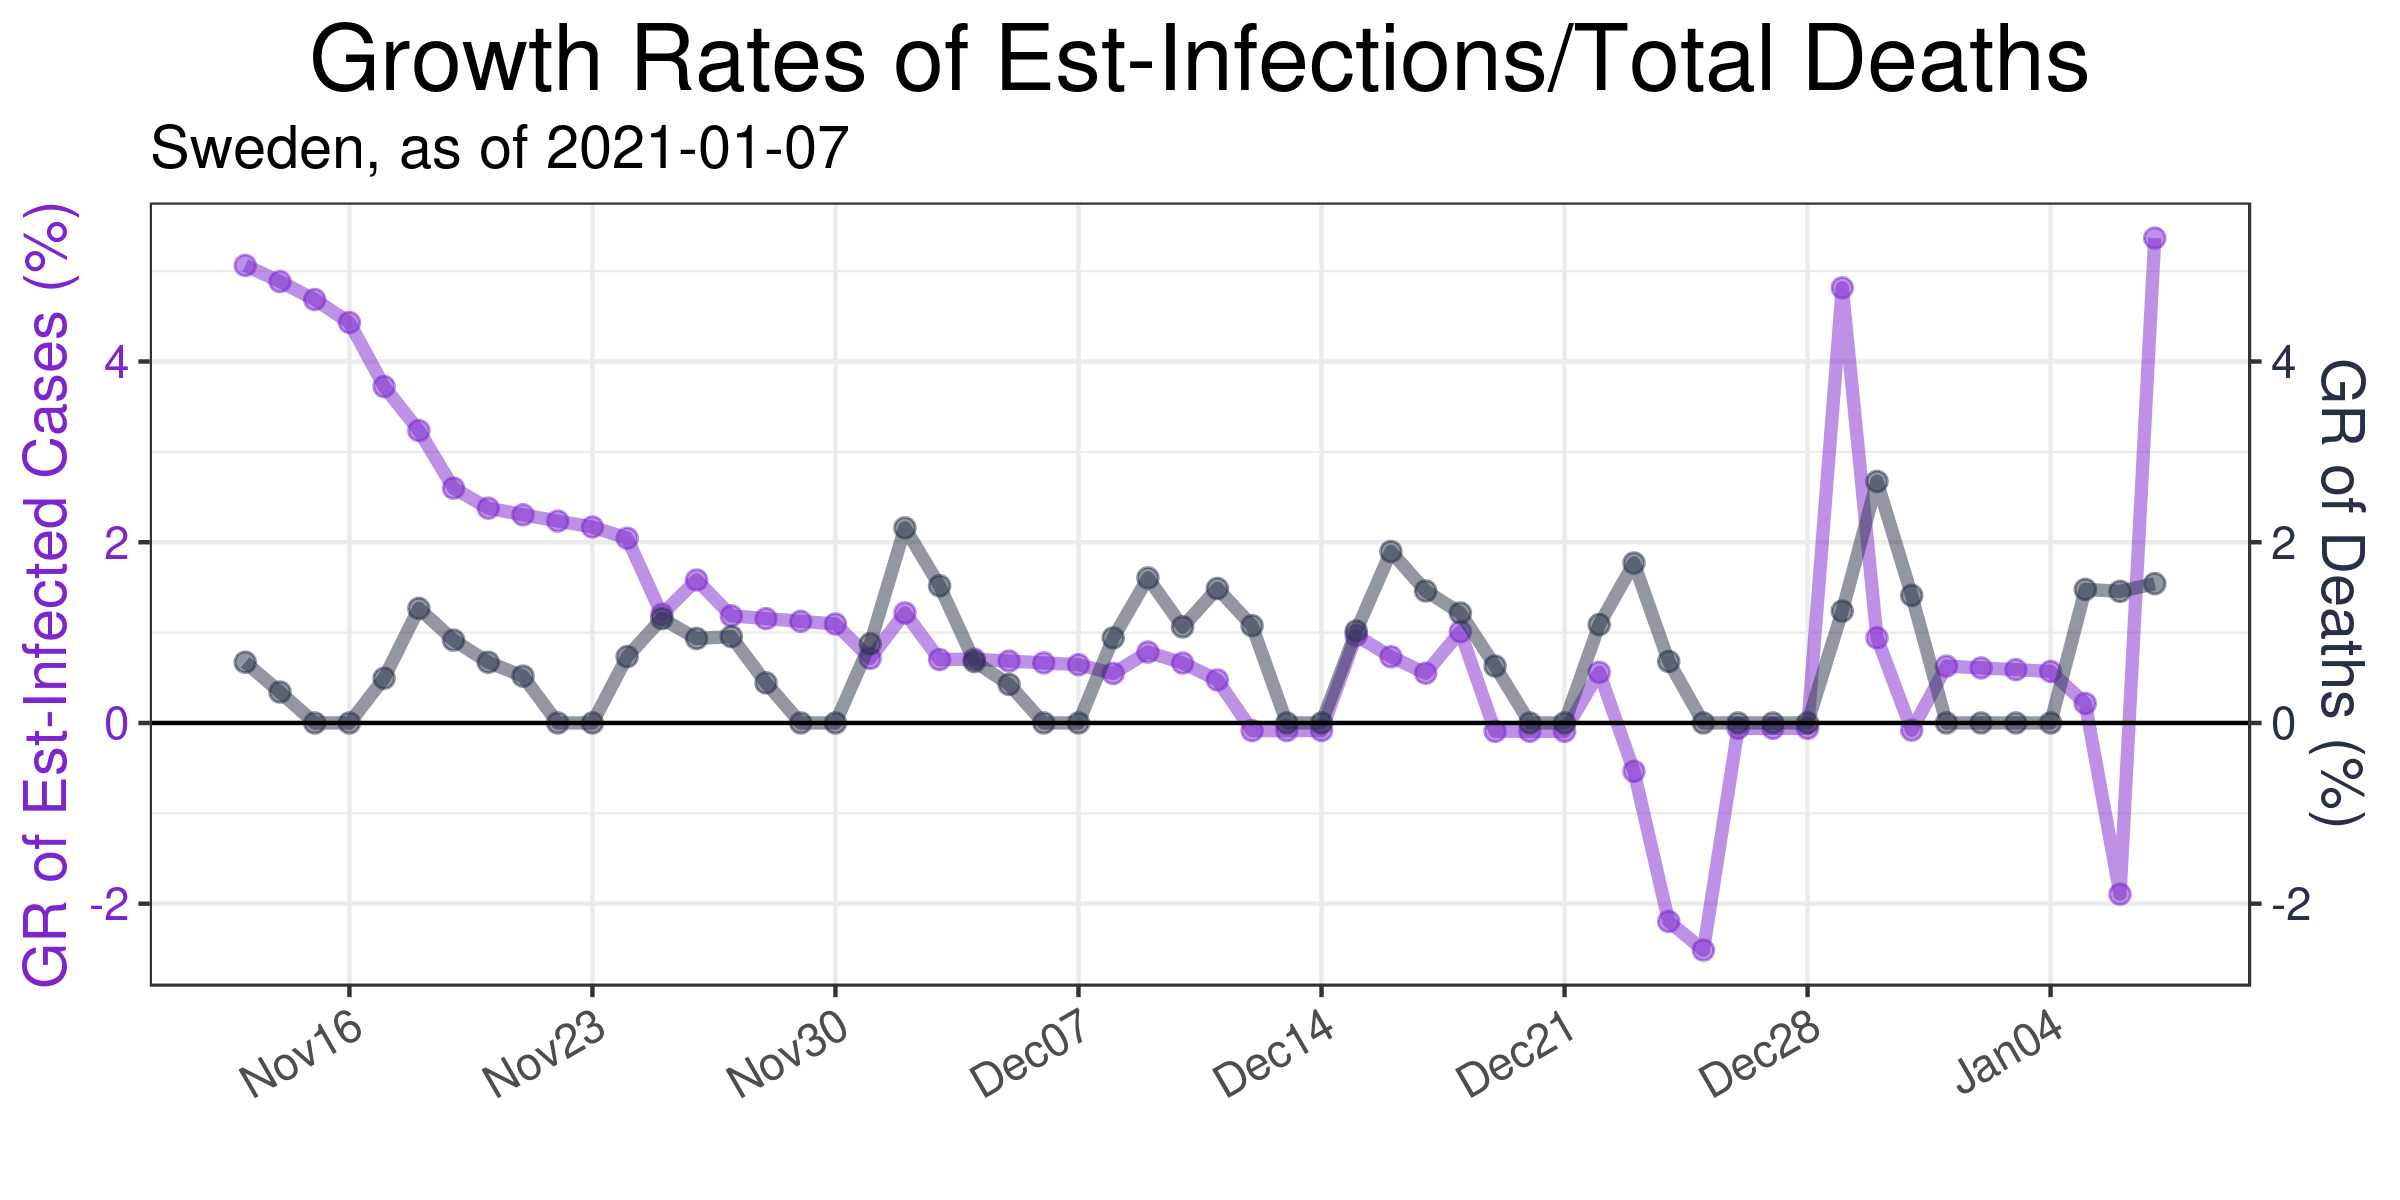 Growth Rates of Est-Infections/Total Deaths
Sweden, as of 2021-01-07
GR of Est-Infected Cases (%)
4
2
0
-2
4
2
0
-2
GR of Deaths (%)
Nov16
Nov23
Nov30
Dec07
Dec14
Dec21
Dec28
Jan04